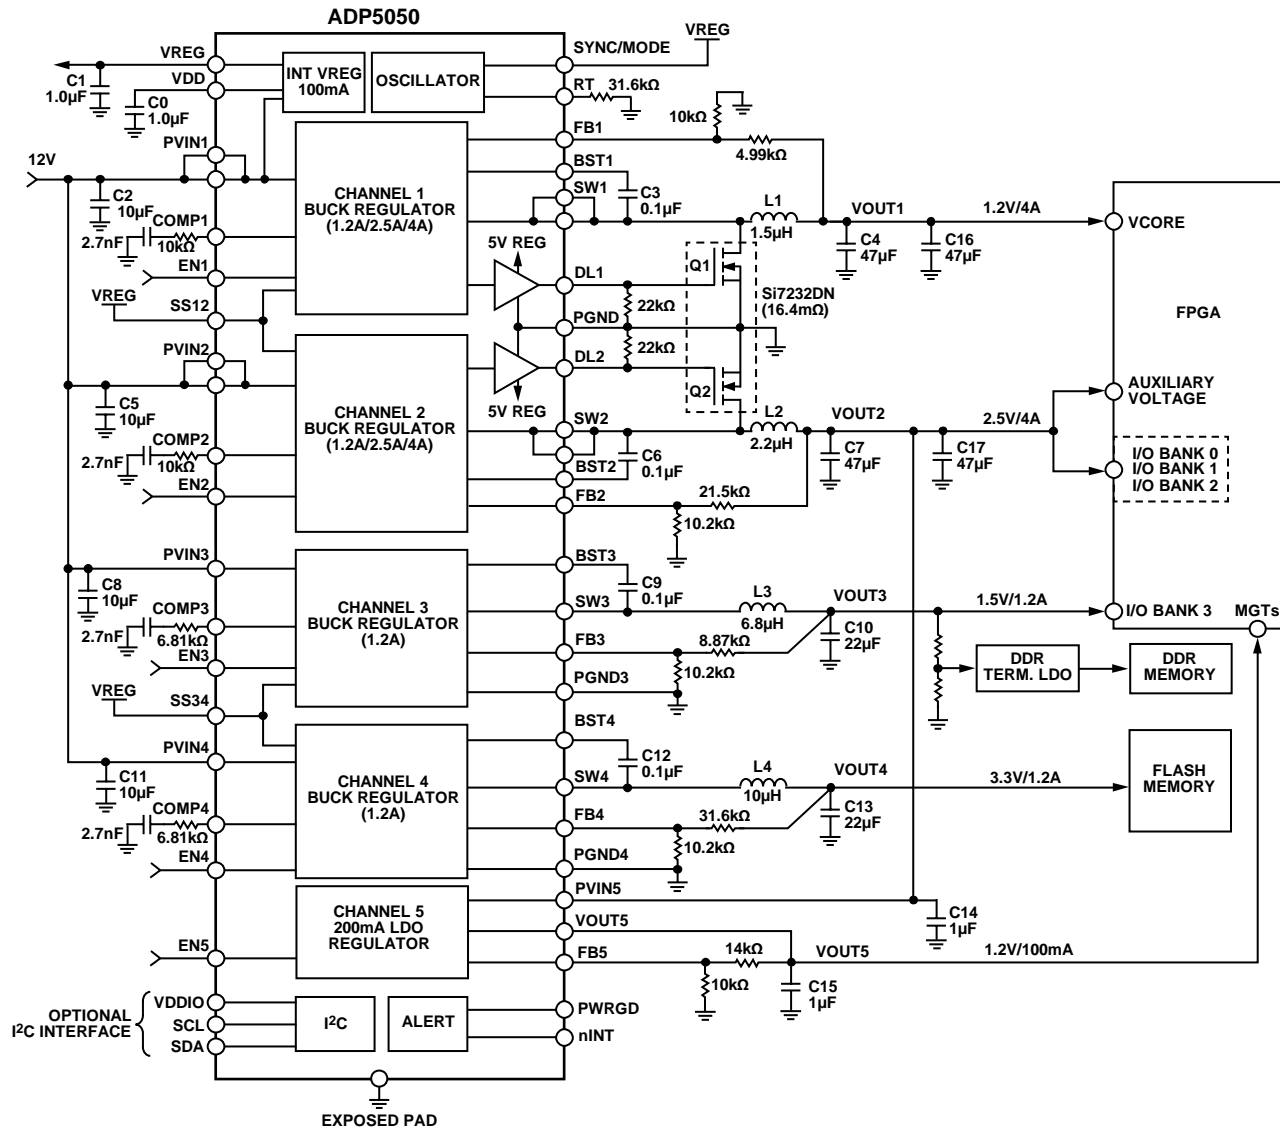 ADP5050
VREG
C1
1.0µF
VDD
C0
1.0µF
INT VREG
100mA
OSCILLATOR
SYNC/MODE
VREG
RT
31.6kΩ
10kΩ
FB1
4.99kΩ
12V
PVIN1
C2
10µF
COMP1
2.7nF
10kΩ
EN1
VREG
SS12
CHANNEL 1
BUCK REGULATOR
(1.2A/2.5A/4A)
BST1
SW1
C3
0.1µF
L1
1.5µH
VOUT1
1.2V/4A
C4
47µF
C16
47µF
VCORE
FPGA
5V REG
DL1
22kΩ
Q1
Si7232DN
(16.4mΩ)
PGND
22kΩ
DL2
Q2
5V REG
PVIN2
C5
10µF
COMP2
2.7nF
10kΩ
EN2
CHANNEL 2
BUCK REGULATOR
(1.2A/2.5A/4A)
SW2
L2
2.2µH
VOUT2
2.5V/4A
C6
0.1µF
BST2
C7
47µF
C17
47µF
AUXILIARY
VOLTAGE
I/O BANK 0
I/O BANK 1
I/O BANK 2
FB2
21.5kΩ
10.2kΩ
PVIN3
C8
10µF
COMP3
2.7nF
6.81kΩ
EN3
VREG
SS34
CHANNEL 3
BUCK REGULATOR
(1.2A)
BST3
C9
0.1µF
SW3
L3
6.8µH
VOUT3
1.5V/1.2A
C10
22µF
I/O BANK 3
MGTs
FB3
8.87kΩ
10.2kΩ
PGND3
DDR
TERM. LDO
DDR
MEMORY
PVIN4
C11
10µF
COMP4
2.7nF
6.81kΩ
EN4
CHANNEL 4
BUCK REGULATOR
(1.2A)
BST4
C12
0.1µF
SW4
L4
10µH
VOUT4
3.3V/1.2A
C13
22µF
FLASH
MEMORY
FB4
31.6kΩ
10.2kΩ
PGND4
PVIN5
C14
1µF
CHANNEL 5
200mA LDO
REGULATOR
EN5
VOUT5
FB5
14kΩ
10kΩ
VOUT5
1.2V/100mA
C15
1µF
OPTIONAL
I²C INTERFACE
VDDIO
SCL
SDA
I²C
ALERT
PWRGD
nINT
EXPOSED PAD